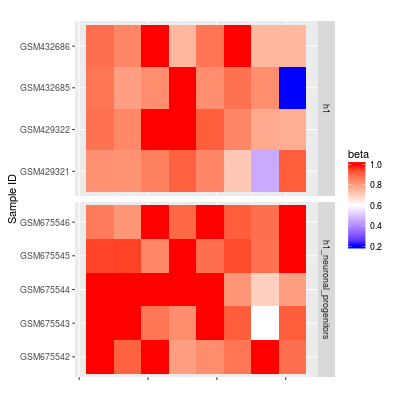 Sample ID
GSM432686
GSM432685
GSM429322
GSM429321
h1
GSM675546
GSM675545
GSM675544
GSM675543
GSM675542
h1_neuronal_progenitors
beta
1.0
0.8
0.6
0.4
0.2